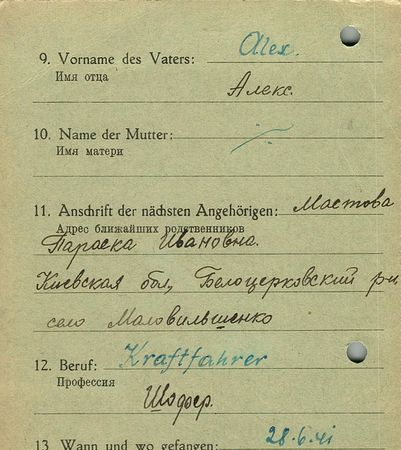 9. Vorname des Vaters: Alex.
Имя отца
Алекс.
10. Name der Mutter:
Имя матери
11. Anschrift der nächsten Angehörigen: Мастова
Адрес ближайших родственников
Параска Ивановна.
Киевская обл, Белоцерковский р-н
село Маловильшенко
12. Beruf: Kraftfahrer
Профессия
Шофер.
13. Wann und wo gefangen: 28.6.41